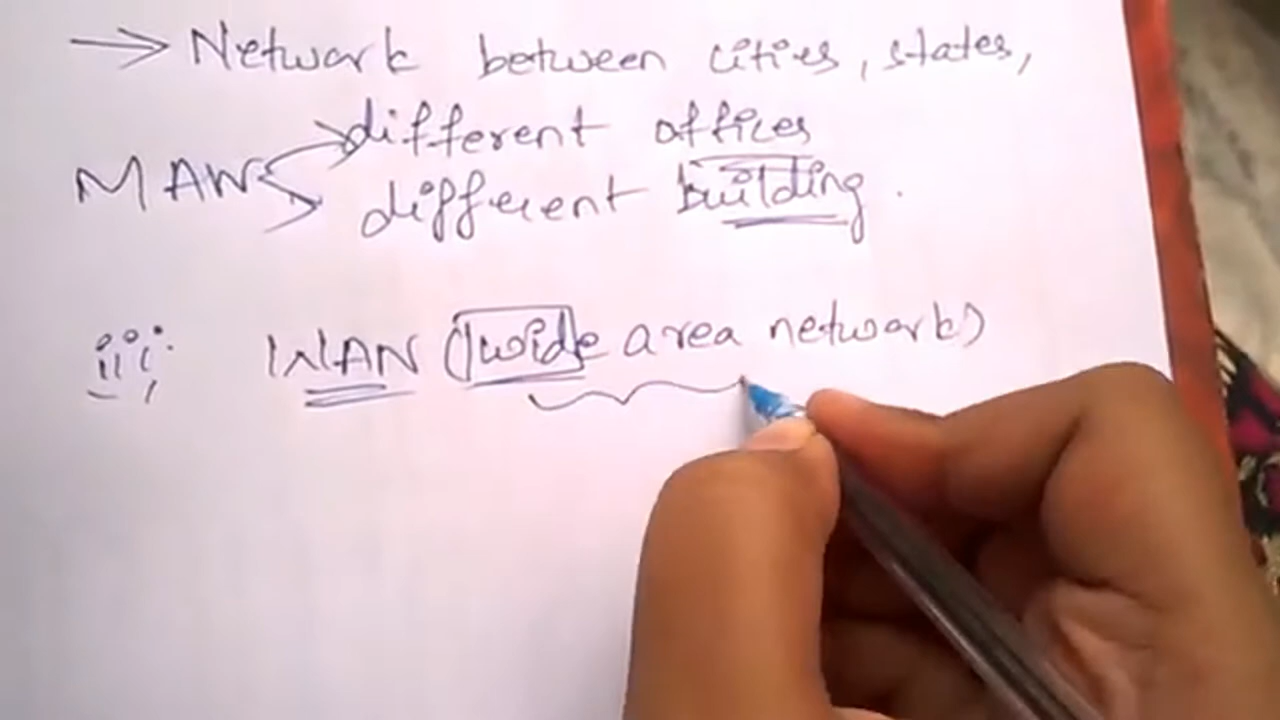 → Network between cities, states,
different offices
MAN
different building.
iii. WAN (wide area network)